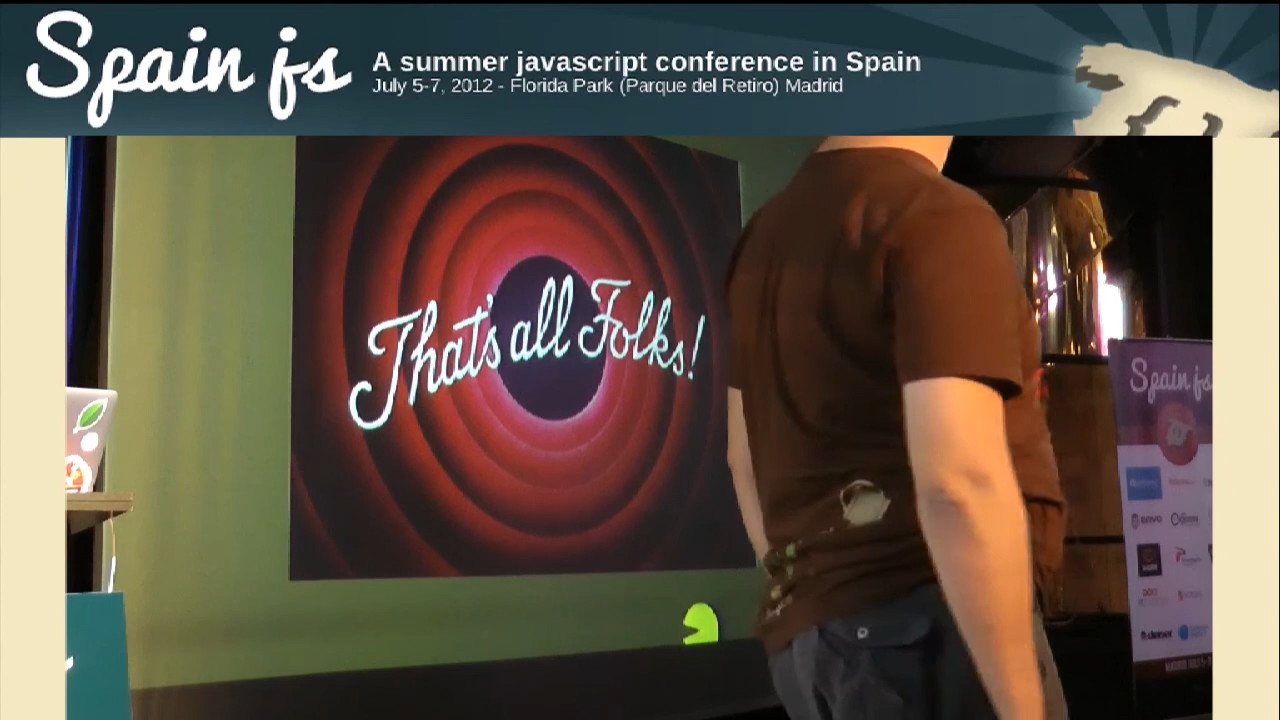 Spain js
A summer javascript conference in Spain
July 5-7, 2012 - Florida Park (Parque del Retiro) Madrid
That's all Folks!
Spain js